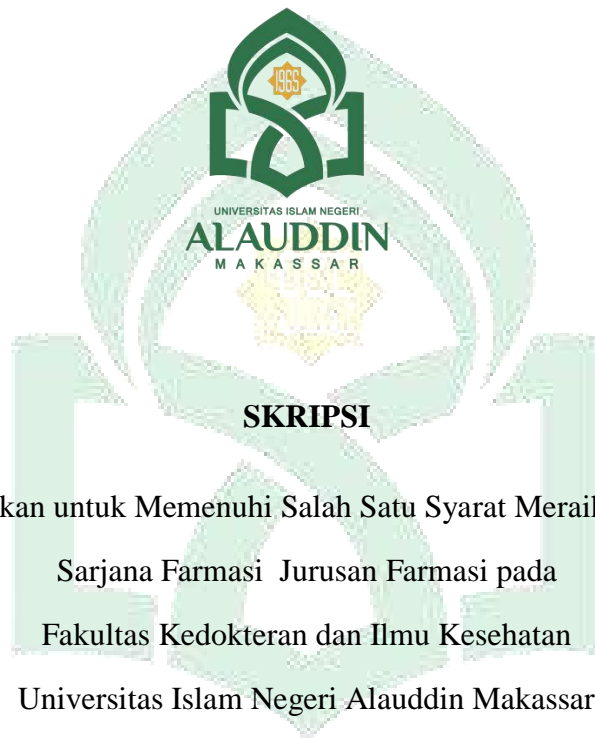 1965
UNIVERSITAS ISLAM NEGERI
ALAUDDIN
MAKASSAR
SKRIPSI
kan untuk Memenuhi Salah Satu Syarat Merail
Sarjana Farmasi Jurusan Farmasi pada
Fakultas Kedokteran dan Ilmu Kesehatan
Universitas Islam Negeri Alauddin Makassar